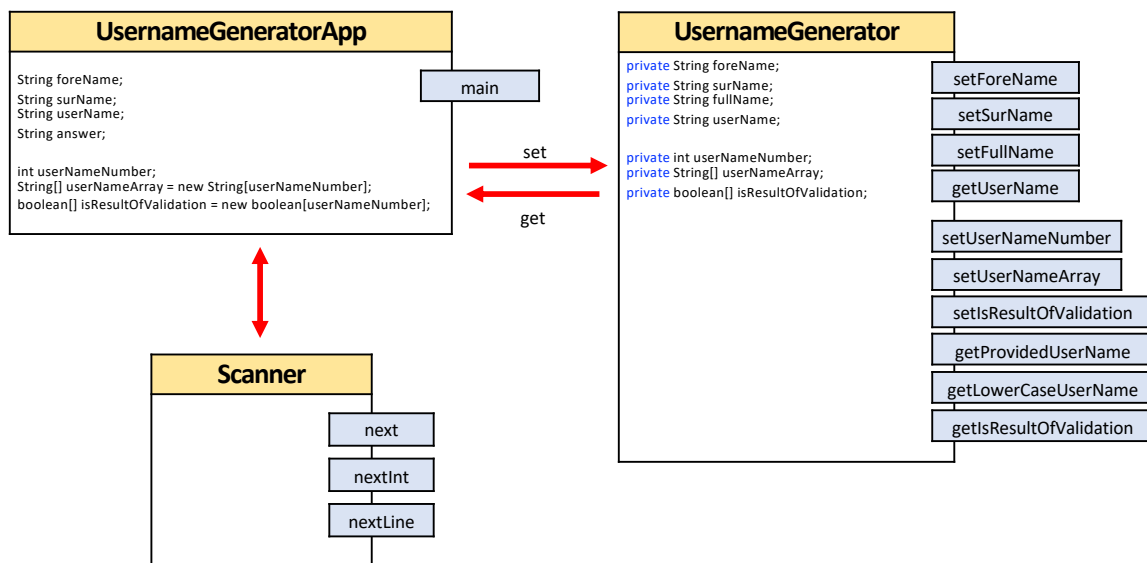 UsernameGeneratorApp
String foreName;
String surName;
String userName;
String answer;
int userNameNumber;
String[] userNameArray = new String[userNameNumber];
boolean[] isResultOfValidation = new boolean[userNameNumber];
main
set
get
UsernameGenerator
private String foreName;
private String surName;
private String fullName;
private String userName;
private int userNameNumber;
private String[] userNameArray;
private boolean[] isResultOfValidation;
setForeName
setSurName
setFullName
getUserName
setUserNameNumber
setUserNameArray
setIsResultOfValidation
getProvidedUserName
getLowerCaseUserName
getIsResultOfValidation
Scanner
next
nextInt
nextLine